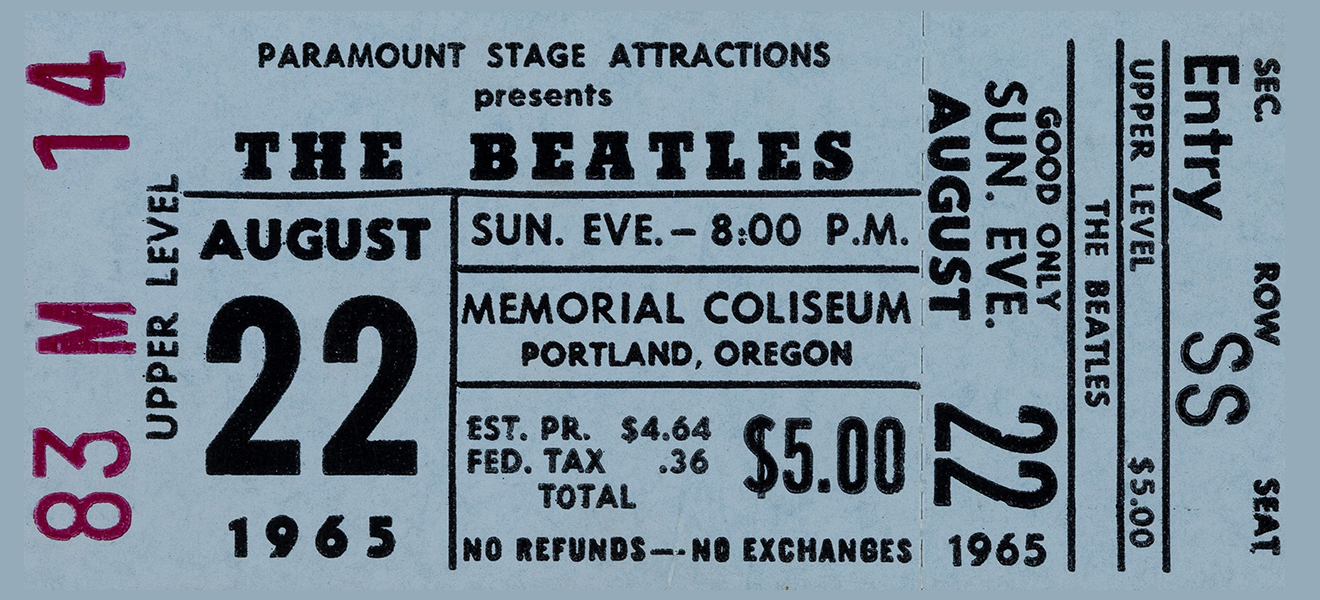 83 M 14
UPPER LEVEL
PARAMOUNT STAGE ATTRACTIONS
presents
THE BEATLES
AUGUST
22
1965
SUN. EVE.— 8:00 P.M.
MEMORIAL COLISEUM
PORTLAND, OREGON
EST. PR. $4.64
FED. TAX .36
TOTAL
$5.00
NO REFUNDS—·NO EXCHANGES
GOOD ONLY
SUN. EVE.
AUGUST
22
1965
THE BEATLES
UPPER LEVEL $5.00
SEC. ROW SEAT
Entry SS